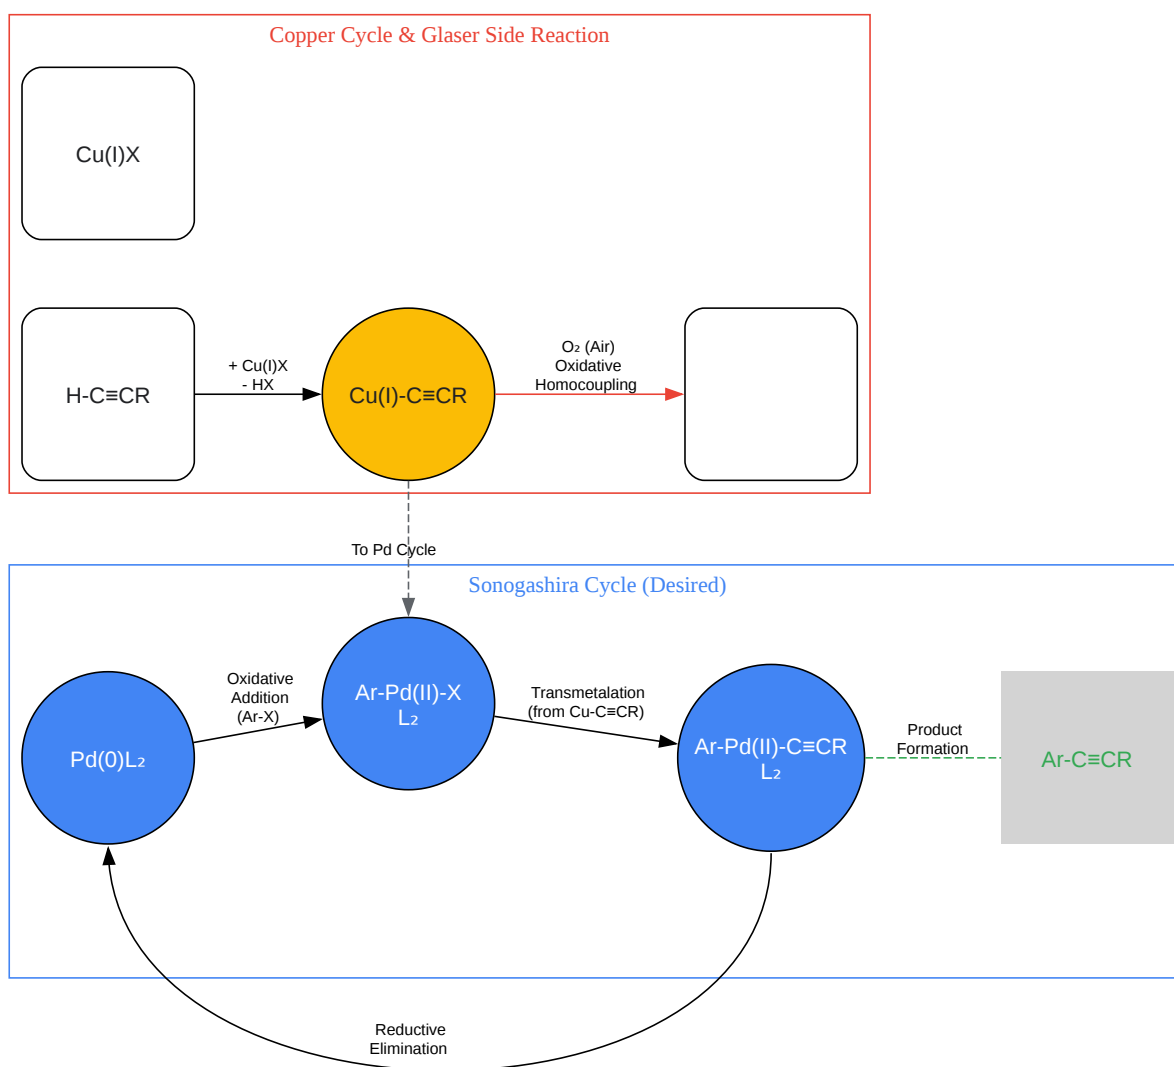 Copper Cycle & Glaser Side Reaction
Cu(I)X
H-C≡CR
+ Cu(I)X
- HX
Cu(I)-C≡CR
O₂ (Air)
Oxidative
Homocoupling
To Pd Cycle
Sonogashira Cycle (Desired)
Pd(0)L₂
Oxidative
Addition
(Ar-X)
Ar-Pd(II)-X
L₂
Transmetalation
(from Cu-C≡CR)
Ar-Pd(II)-C≡CR
L₂
Product
Formation
Ar-C≡CR
Reductive
Elimination